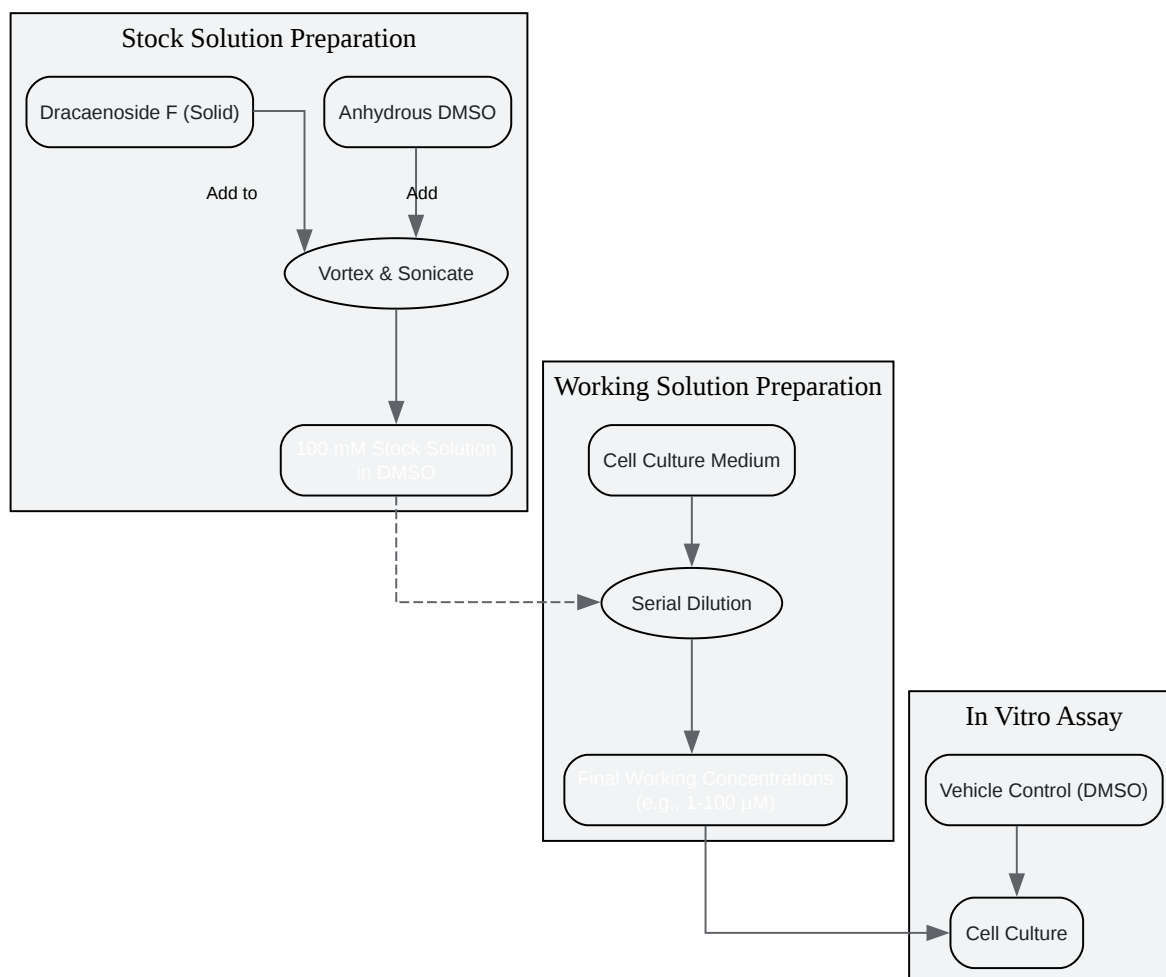 Stock Solution Preparation
Dracaenoside F (Solid)
Anhydrous DMSO
Add to
Add
Vortex & Sonicate
100 mM Stock Solution
in DMSO
Working Solution Preparation
Cell Culture Medium
Serial Dilution
Final Working Concentrations
(e.g., 1-100 µM)
In Vitro Assay
Vehicle Control (DMSO)
Cell Culture